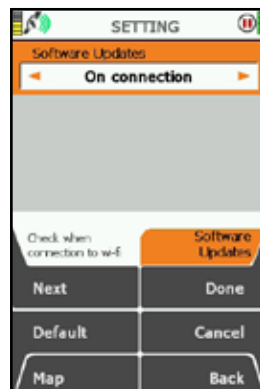 SETTING
Software Updates
On connection
Check when
connection to wi-fi
Software
Updates
Next
Done
Default
Cancel
Map
Back